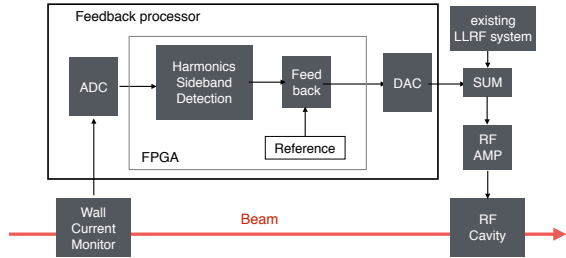 Feedback processor
existing
LLRF system
Harmonics
Sideband
Detection
Feed
back
ADC
DAC
SUM
Reference
FPGA
RF
AMP
Wall
Current
Monitor
Beam
RF
Cavity